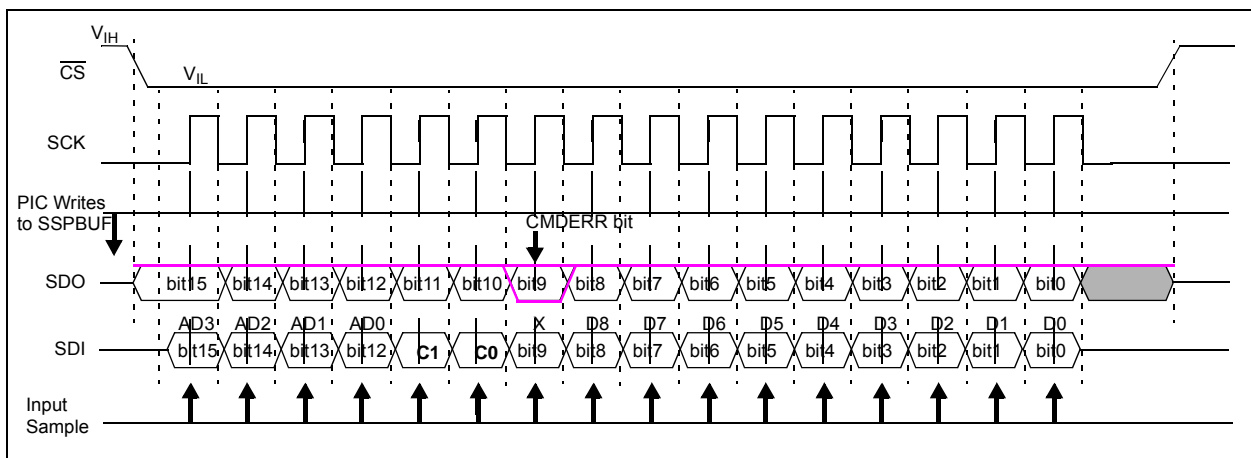 VIH
CS
VIL
SCK
PIC Writes
to SSPBUF
CMDERR bit
SDO
bit15 bit14 bit13 bit12 bit11 bit10 bit9 bit8 bit7 bit6 bit5 bit4 bit3 bit2 bit1 bit0
AD3 AD2 AD1 AD0 X D8 D7 D6 D5 D4 D3 D2 D1 D0
SDI
bit15 bit14 bit13 bit12 C1 C0 bit9 bit8 bit7 bit6 bit5 bit4 bit3 bit2 bit1 bit0
Input
Sample